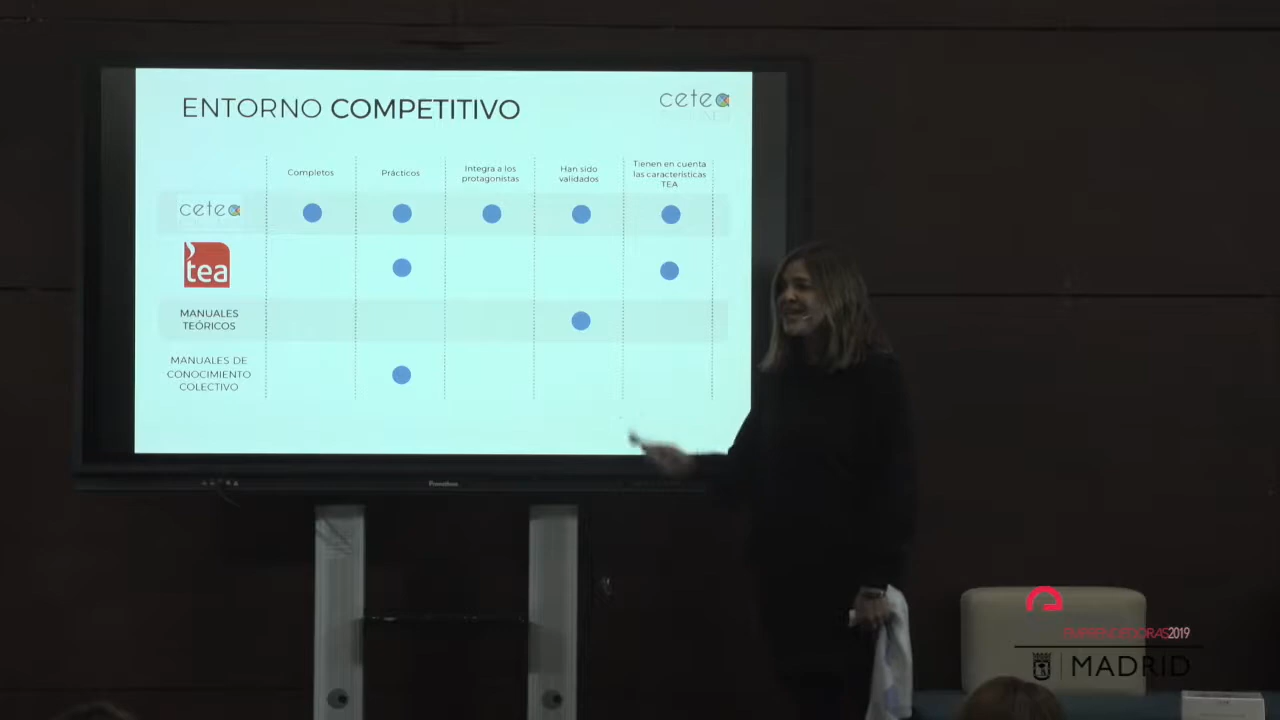 ENTORNO COMPETITIVO
cetea
Completos
Prácticos
Integra a los
protagonistas
Han sido
validados
Tienen en cuenta
las características
TEA
cetea
tea
MANUALES
TEÓRICOS
MANUALES DE
CONOCIMIENTO
COLECTIVO
EMPRENDEDORAS2019
MADRID